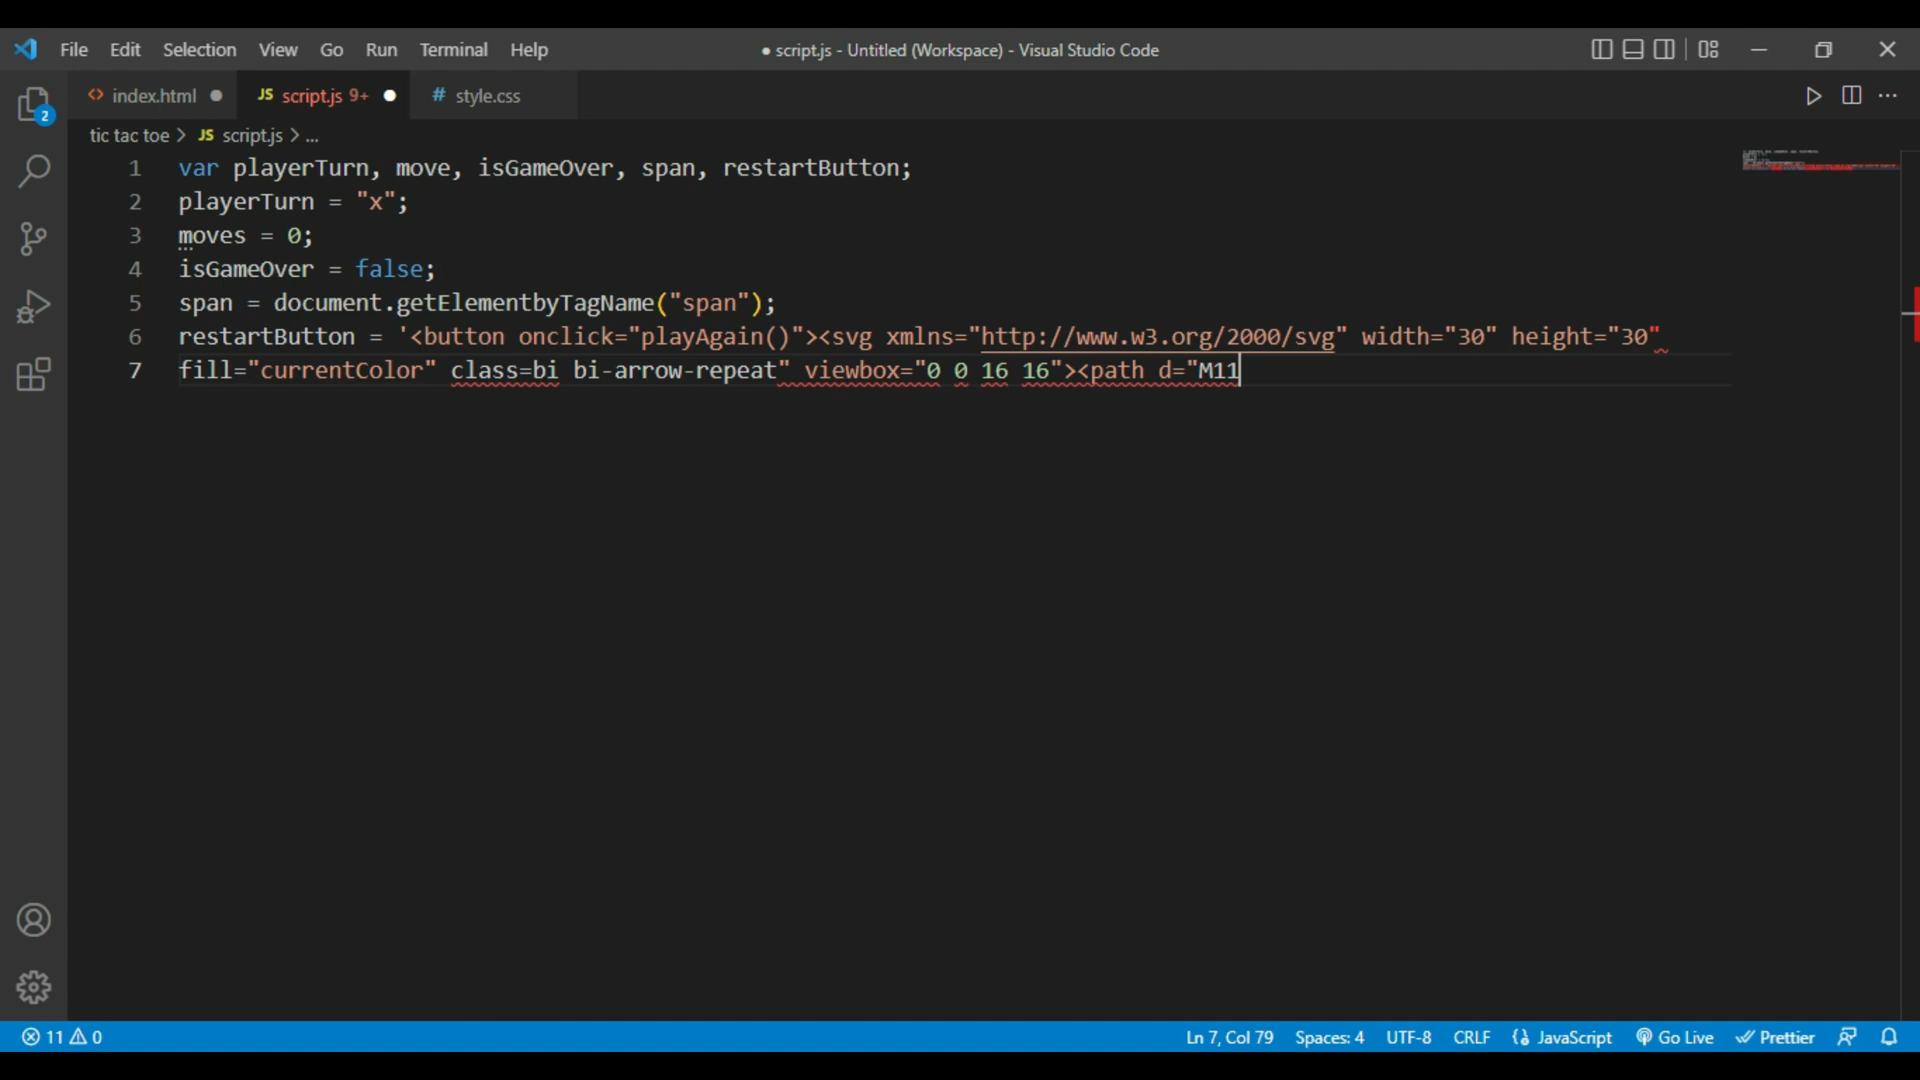 File Edit Selection View Go Run Terminal Help
● script.js - Untitled (Workspace) - Visual Studio Code
index.html
JS script.js 9+
# style.css
2
tic tac toe > JS script.js > ...
1 var playerTurn, move, isGameOver, span, restartButton;
2 playerTurn = "x";
3 moves = 0;
4 isGameOver = false;
5 span = document.getElementbyTagName("span");
6 restartButton = '<button onclick="playAgain()"><svg xmlns="http://www.w3.org/2000/svg" width="30" height="30"
7 fill="currentColor" class=bi bi-arrow-repeat" viewbox="0 0 16 16"><path d="M11
11 0
Ln 7, Col 79 Spaces: 4 UTF-8 CRLF JavaScript Go Live Prettier